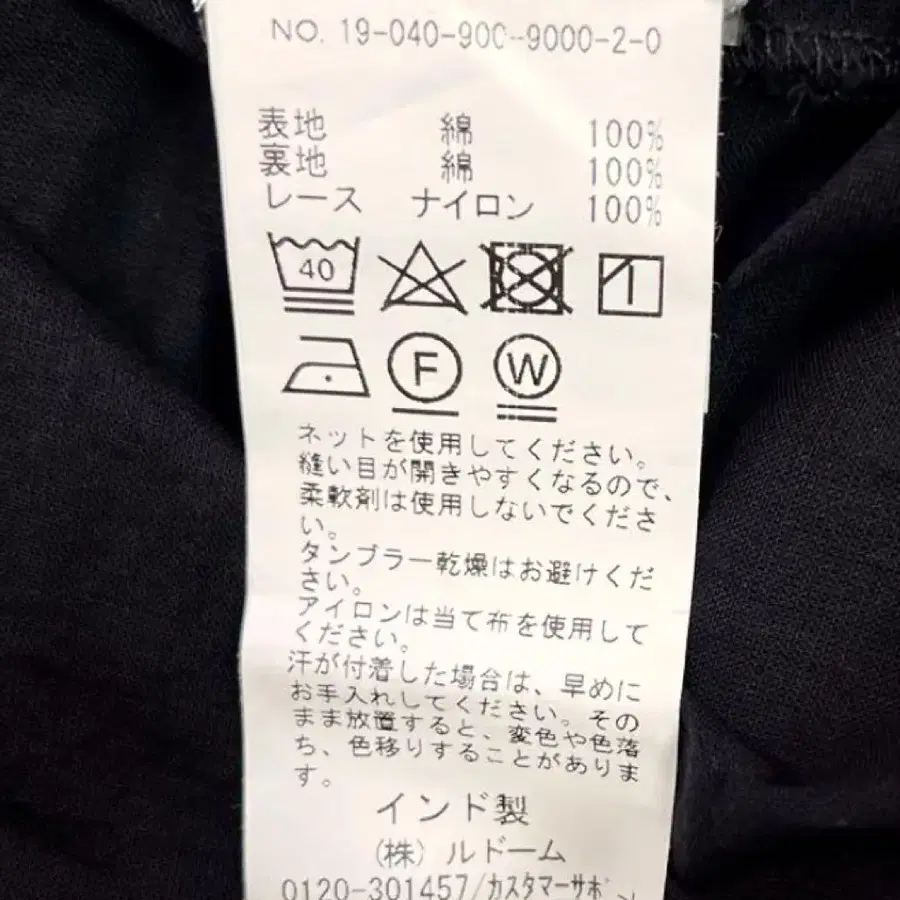 NO. 19-040-900-9000-2-0
表地 綿 100%
裏地 綿 100%
レース ナイロン 100%
40
F
W
ネットを使用してください。
縫い目が開きやすくなるので、
柔軟剤は使用しないでくださ
い。
タンブラー乾燥はお避けくだ
さい。
アイロンは当て布を使用して
ください。
汗が付着した場合は、早めに
お手入れしてください。その
まま放置すると、変色や色落
ち、色移りすることがありま
す。
インド製
(株) ルドーム
0120-301457/カスタマーサポ